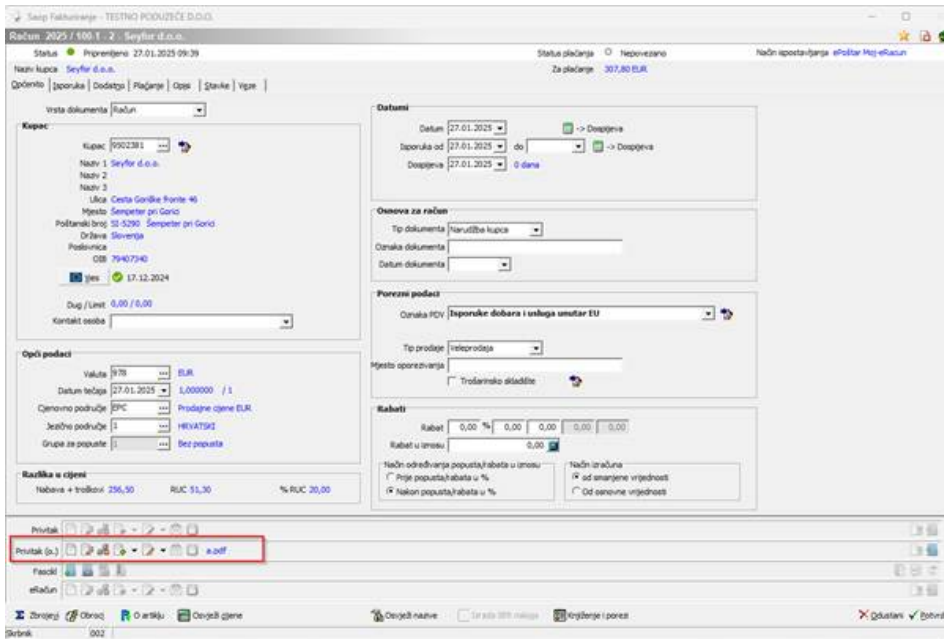 Saop Fakturiranje - TESTNO PODUZEĆE D.O.O.
Račun 2025 / 100-1 - 2 - Seyfor d.o.o.
Status Pripremljeno 27.01.2025 09:39 Status plaćanja Nepovezano Način ispostavljanja ePoštar Moj-eRacun
Naziv kupca Seyfor d.o.o. Za plaćanje 307,80 EUR
Općenito Isporuka Dodatno Plaćanje Opis Stavke Veze
Vrsta dokumenta Račun
Kupac
Kupac 9502381 ...
Naziv 1 Seyfor d.o.o.
Naziv 2
Naziv 3
Ulica Cesta Goriške fronte 46
Mjesto Šempeter pri Gorici
Poštanski broj SI-5290 Šempeter pri Gorici
Država Slovenija
Poslovnica
OIB 79407340
Vies 17.12.2024
Dug / Limit 0,00 / 0,00
Kontakt osoba
Opći podaci
Valuta 978 ... EUR
Datum tečaja 27.01.2025 1,000000 / 1
Cjenovno područje EPC ... Prodajne cijene EUR
Jezično područje 1 ... HRVATSKI
Grupa za popuste 1 ... Bez popusta
Razlika u cijeni
Nabava + troškovi 256,50 RUC 51,30 % RUC 20,00
Datumi
Datum 27.01.2025 -> Dospijeva
Isporuka od 27.01.2025 do -> Dospijeva
Dospijeva 27.01.2025 0 dana
Osnova za račun
Tip dokumenta Narudžba kupca
Oznaka dokumenta
Datum dokumenta
Porezni podaci
Oznaka PDV Isporuke dobara i usluga unutar EU
Tip prodaje Veleprodaja
Mjesto oporezivanja
Trošarinsko skladište
Rabati
Rabat 0,00 % 0,00 0,00 0,00 0,00
Rabat u iznosu 0,00
Način određivanja popusta/rabata u iznosu Način izračuna
Prije popusta/rabata u % od smanjene vrijednosti
Nakon popusta/rabata u % Od osnovne vrijednosti
Privitak
Privitak (o.) a.pdf
Fascikl
eRačun
Zbrojevi Obroci O artiklu Osvježi cijene Osvježi nazive Knjiženje i porezi Odustani Potvrdi
Skrbnik 002